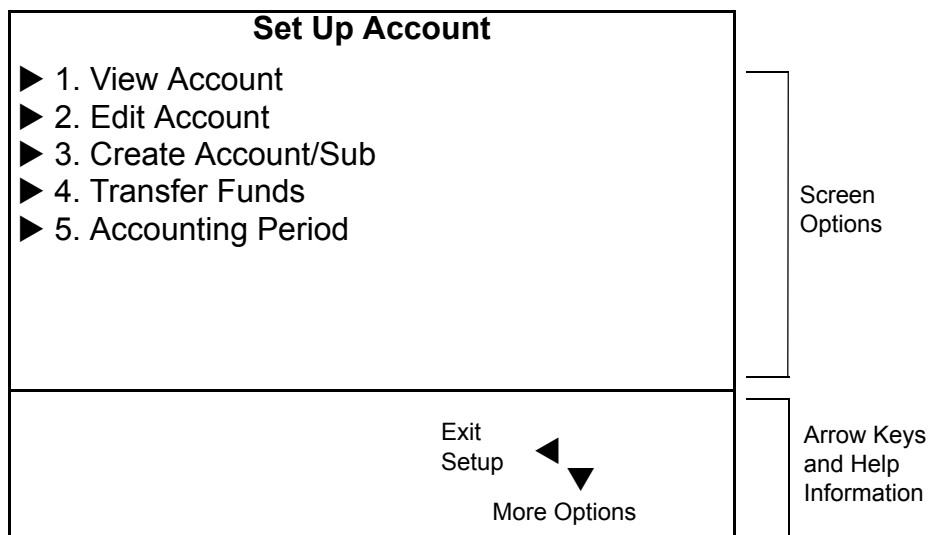 Set Up Account
▶ 1. View Account
▶ 2. Edit Account
▶ 3. Create Account/Sub
▶ 4. Transfer Funds
▶ 5. Accounting Period
Screen
Options
Exit
Setup
More Options
Arrow Keys
and Help
Information